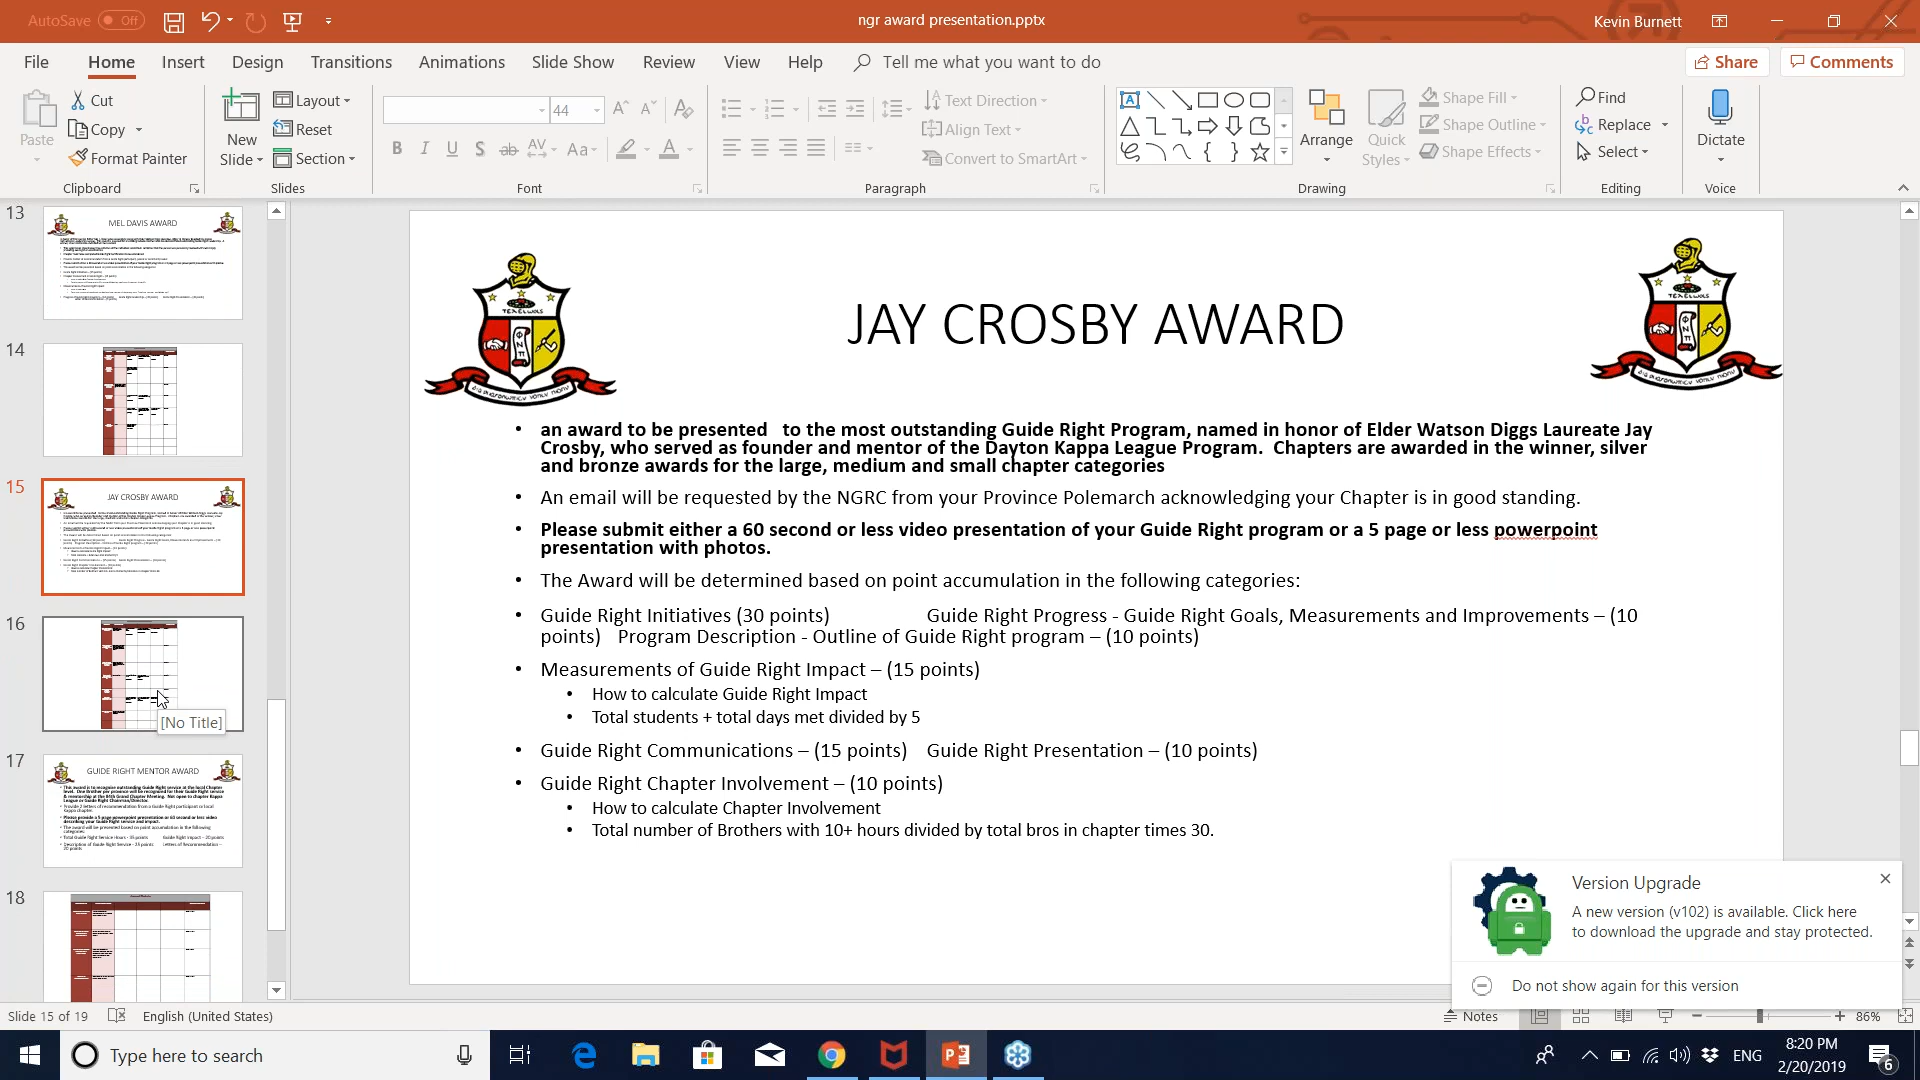 AutoSave Off
ngr award presentation.pptx
Kevin Burnett
File Home Insert Design Transitions Animations Slide Show Review View Help Tell me what you want to do
Share Comments
Paste
Cut
Copy
Format Painter
Clipboard
New
Slide
Layout
Reset
Section
Slides
44
Font
Text Direction
Align Text
Convert to SmartArt
Paragraph
Arrange
Quick
Styles
Shape Fill
Shape Outline
Shape Effects
Drawing
Find
Replace
Select
Editing
Dictate
Voice
13
MEL DAVIS AWARD
14
15
JAY CROSBY AWARD
16
[No Title]
17
GUIDE RIGHT MENTOR AWARD
18
JAY CROSBY AWARD
• an award to be presented to the most outstanding Guide Right Program, named in honor of Elder Watson Diggs Laureate Jay
Crosby, who served as founder and mentor of the Dayton Kappa League Program. Chapters are awarded in the winner, silver
and bronze awards for the large, medium and small chapter categories
• An email will be requested by the NGRC from your Province Polemarch acknowledging your Chapter is in good standing.
• Please submit either a 60 second or less video presentation of your Guide Right program or a 5 page or less powerpoint
presentation with photos.
• The Award will be determined based on point accumulation in the following categories:
• Guide Right Initiatives (30 points) Guide Right Progress - Guide Right Goals, Measurements and Improvements – (10
points) Program Description - Outline of Guide Right program – (10 points)
• Measurements of Guide Right Impact – (15 points)
• How to calculate Guide Right Impact
• Total students + total days met divided by 5
• Guide Right Communications – (15 points) Guide Right Presentation – (10 points)
• Guide Right Chapter Involvement – (10 points)
• How to calculate Chapter Involvement
• Total number of Brothers with 10+ hours divided by total bros in chapter times 30.
Version Upgrade
A new version (v102) is available. Click here
to download the upgrade and stay protected.
Do not show again for this version
Slide 15 of 19 English (United States)
Notes
86%
Type here to search
ENG
8:20 PM
2/20/2019
6